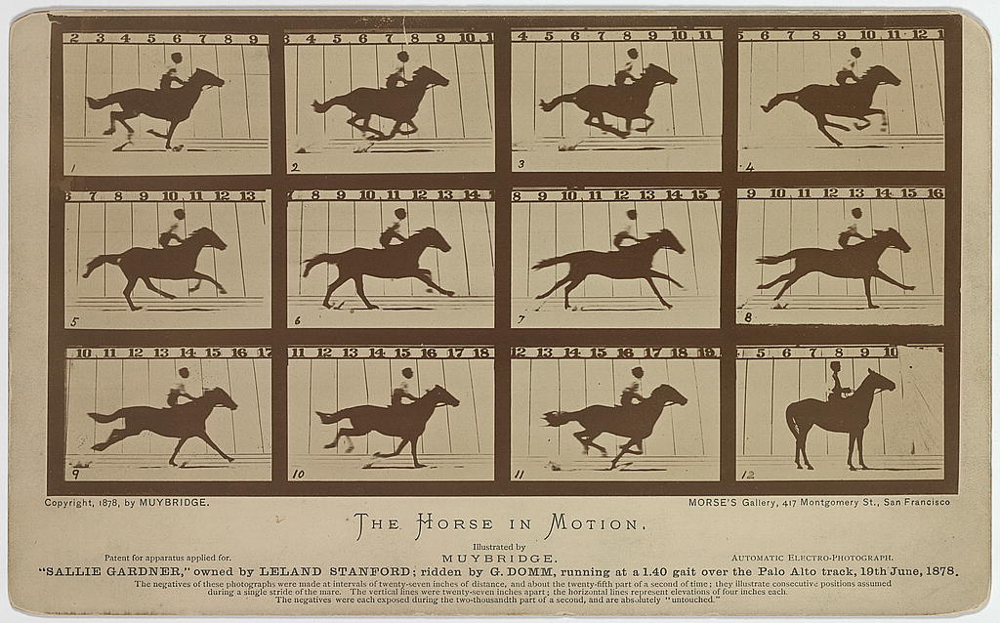 2 3 4 5 6 7 8 9
3 4 5 6 7 8 9 10
4 5 6 7 8 9 10 11
5 6 7 8 9 10 11 12
1
2
3
4
6 7 8 9 10 11 12 13
8 9 10 11 12 13 14
8 9 10 11 12 13 14 15
9 10 11 12 13 14 15 16
5
6
7
8
10 11 12 13 14 15 16 17
11 12 13 14 15 16 17 18
12 13 14 15 16 17 18 19
5 6 7 8 9 10
9
10
11
12
Copyright, 1878, by MUYBRIDGE.
MORSE'S Gallery, 417 Montgomery St., San Francisco
THE HORSE IN MOTION.
Illustrated by
Patent for apparatus applied for.
MUYBRIDGE.
AUTOMATIC ELECTRO-PHOTOGRAPH.
"SALLIE GARDNER," owned by LELAND STANFORD; ridden by G. DOMM, running at a 1.40 gait over the Palo Alto track, 19th June, 1878.
The negatives of these photographs were made at intervals of twenty-seven inches of distance, and about the twenty-fifth part of a second of time; they illustrate consecutive positions assumed
during a single stride of the mare. The vertical lines were twenty-seven inches apart; the horizontal lines represent elevations of four inches each.
The negatives were each exposed during the two-thousandth part of a second, and are absolutely "untouched."